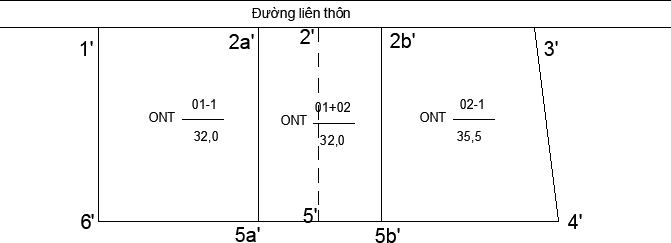 Đường liên thôn
1' 2a' 2' 2b' 3'
ONT 01-1 ONT 01+02 02-1
32,0 32,0 ONT 35,5
6' 5a' 5' 5b' 4'